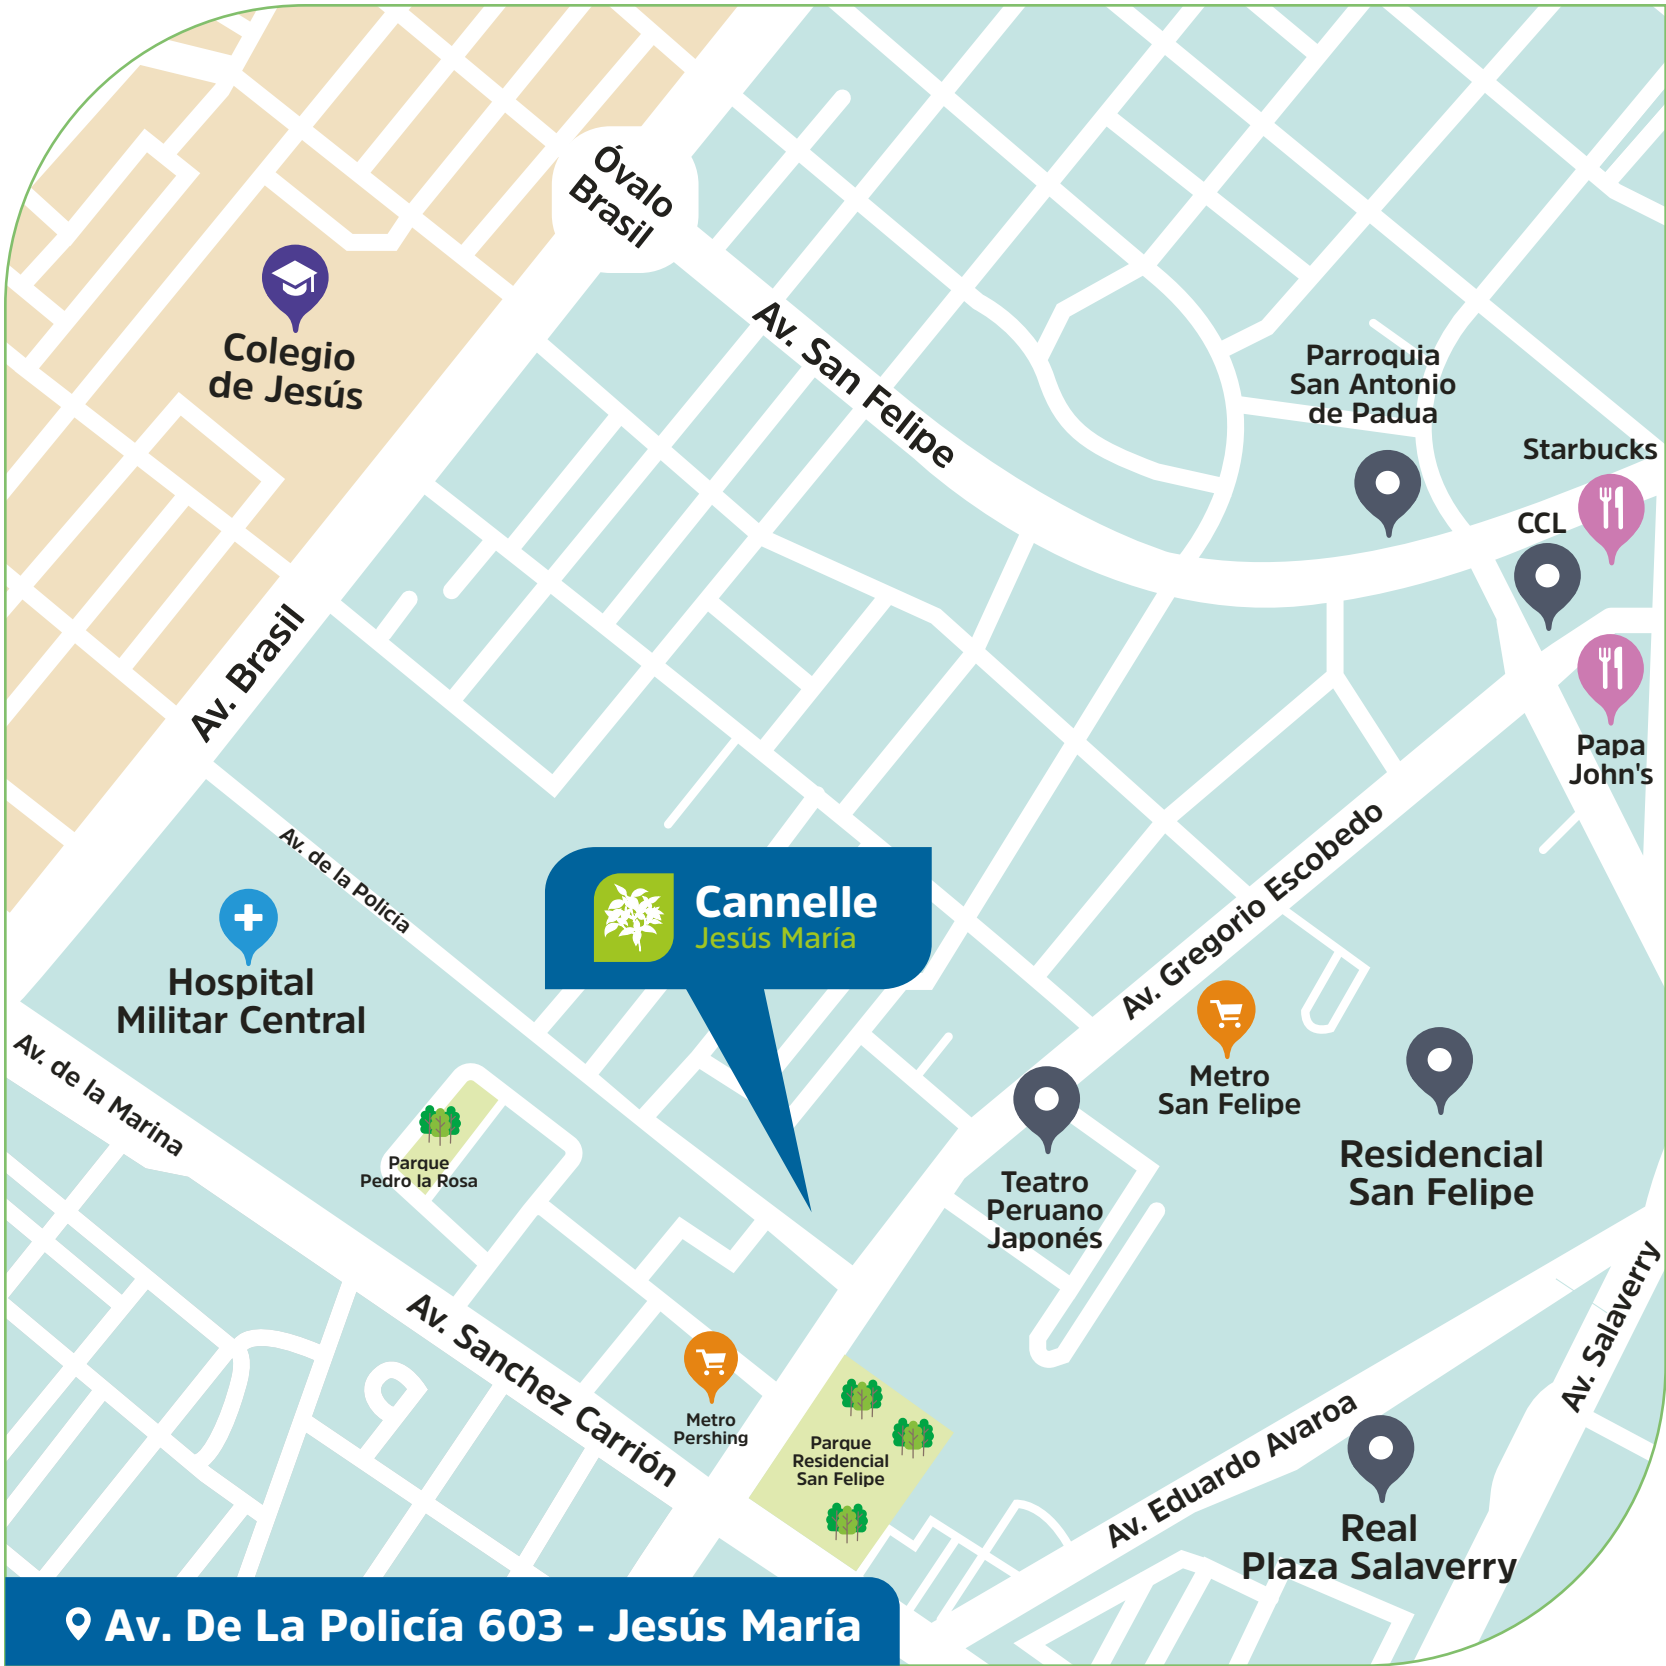 Óvalo
Brasil
Colegio
de Jesús
Av. San Felipe
Parroquia
San Antonio
de Padua
Starbucks
CCL
Av. Brasil
Papa
John's
Av. de la Policía
Cannelle
Jesús María
Av. Gregorio Escobedo
Hospital
Militar Central
Av. de la Marina
Metro
San Felipe
Parque
Pedro la Rosa
Teatro
Peruano
Japonés
Residencial
San Felipe
Av. Salaverry
Av. Sanchez Carrión
Metro
Pershing
Parque
Residencial
San Felipe
Av. Eduardo Avaroa
Real
Plaza Salaverry
Av. De La Policía 603 - Jesús María